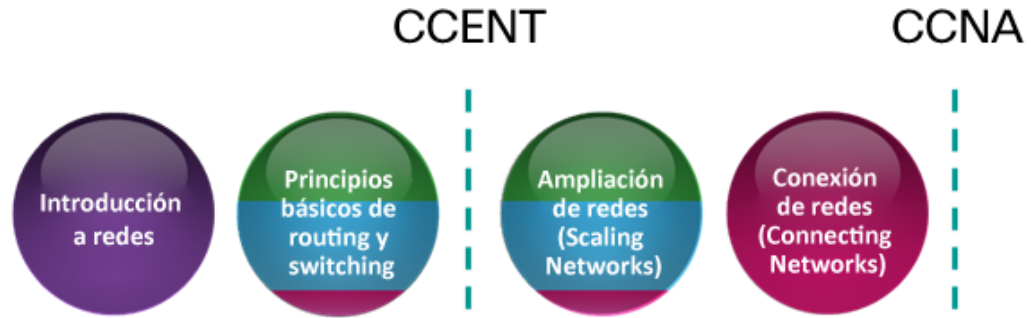 CCENT
CCNA
Introducción
a redes
Principios
básicos de
routing y
switching
Ampliación
de redes
(Scaling
Networks)
Conexión
de redes
(Connecting
Networks)